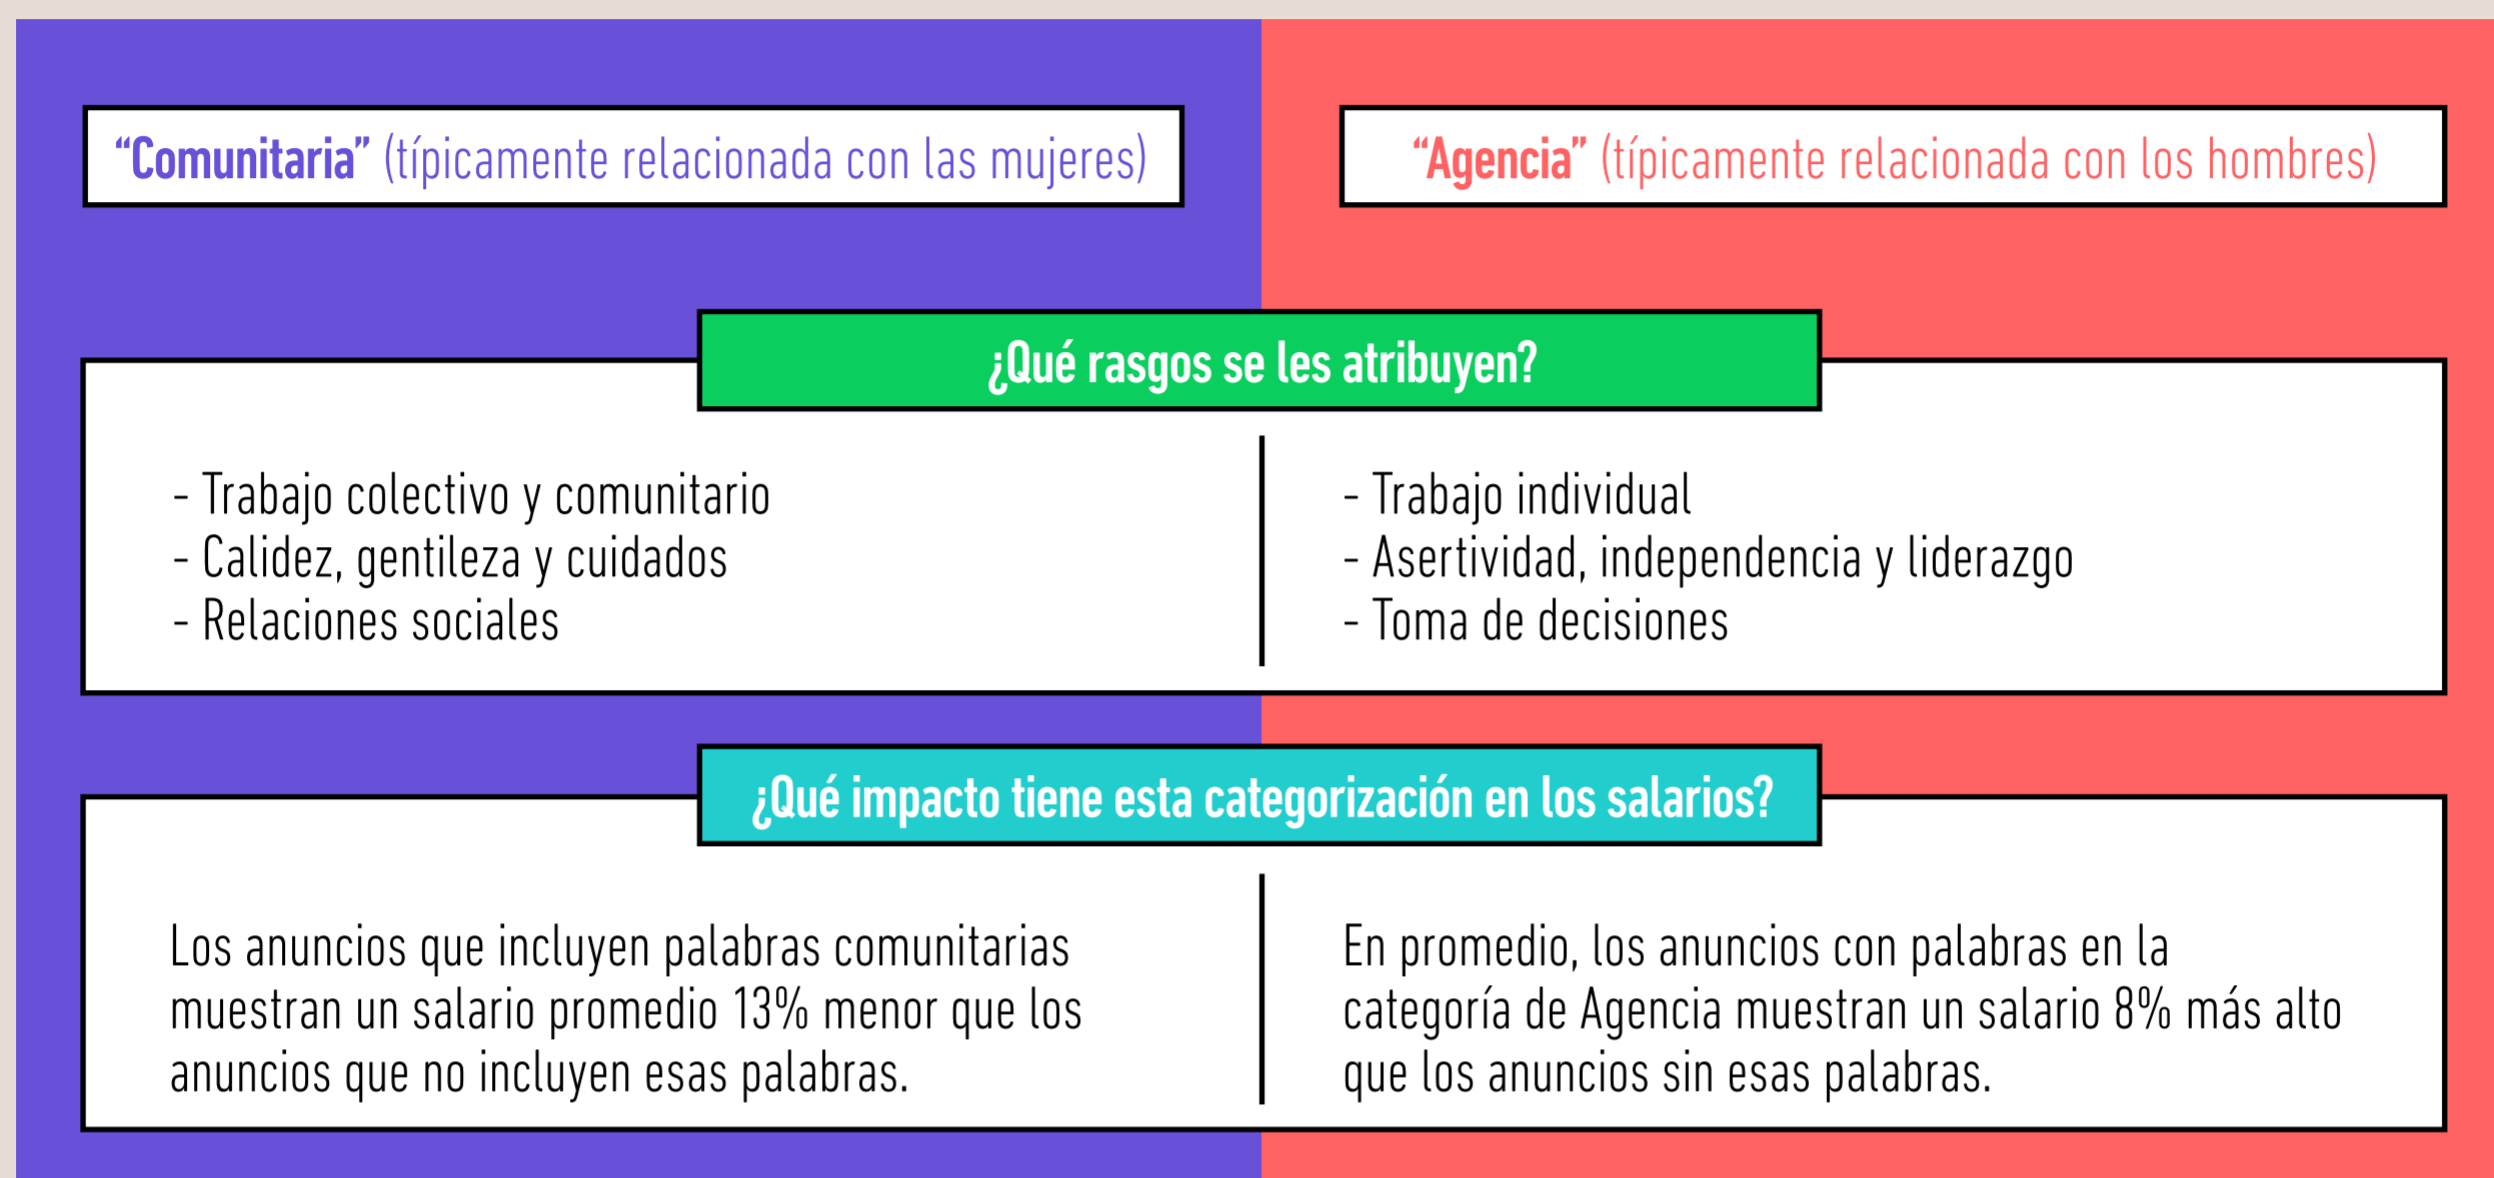 “Comunitaria” (típicamente relacionada con las mujeres)
“Agencia” (típicamente relacionada con los hombres)
¿Qué rasgos se les atribuyen?
- Trabajo colectivo y comunitario
- Calidez, gentileza y cuidados
- Relaciones sociales
- Trabajo individual
- Asertividad, independencia y liderazgo
- Toma de decisiones
¿Qué impacto tiene esta categorización en los salarios?
Los anuncios que incluyen palabras comunitarias
muestran un salario promedio 13% menor que los
anuncios que no incluyen esas palabras.
En promedio, los anuncios con palabras en la
categoría de Agencia muestran un salario 8% más alto
que los anuncios sin esas palabras.